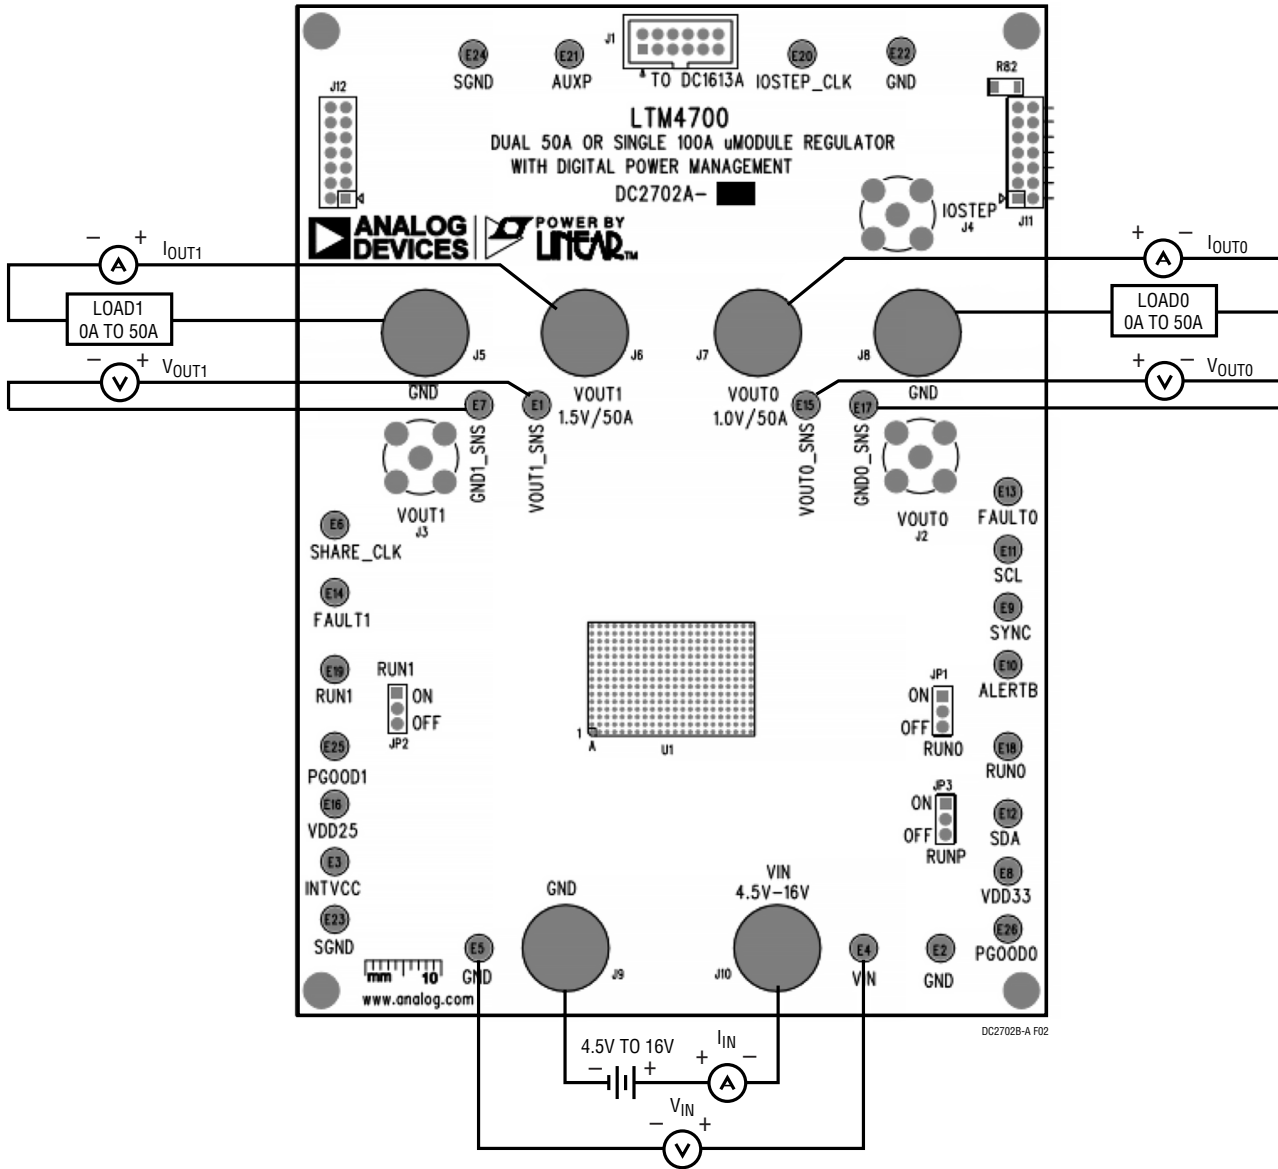 J1
E24
SGND
E21
AUXP
TO DC1613A
E20
IOSTEP_CLK
E22
GND
R82
J12
LTM4700
DUAL 50A OR SINGLE 100A uMODULE REGULATOR
WITH DIGITAL POWER MANAGEMENT
DC2702A-
IOSTEP
J4
J11
ANALOG
DEVICES
POWER BY
LINEAR TM
− + IOUT1
A
LOAD1
0A TO 50A
− + VOUT1
V
+ − IOUT0
A
LOAD0
0A TO 50A
+ − VOUT0
V
J5
J6
J7
J8
GND
VOUT1
1.5V/50A
VOUT0
1.0V/50A
GND
E7
GND1_SNS
E1
VOUT1_SNS
E15
VOUT0_SNS
E17
GND0_SNS
VOUT1
J3
VOUT0
J2
E6
SHARE_CLK
E14
FAULT1
E19
RUN1
RUN1
ON
OFF
JP2
E25
PGOOD1
E16
VDD25
E3
INTVCC
E23
SGND
1
A
U1
E13
FAULT0
E11
SCL
E9
SYNC
E10
ALERTB
JP1
ON
OFF
RUN0
E18
RUN0
JP3
ON
OFF
RUNP
E12
SDA
E8
VDD33
E26
PGOOD0
GND
J9
VIN
4.5V-16V
J10
E5
GND
E4
VIN
E2
GND
mm 10
www.analog.com
DC2702B-A F02
4.5V TO 16V
− +
IIN
+ −
A
VIN
− +
V